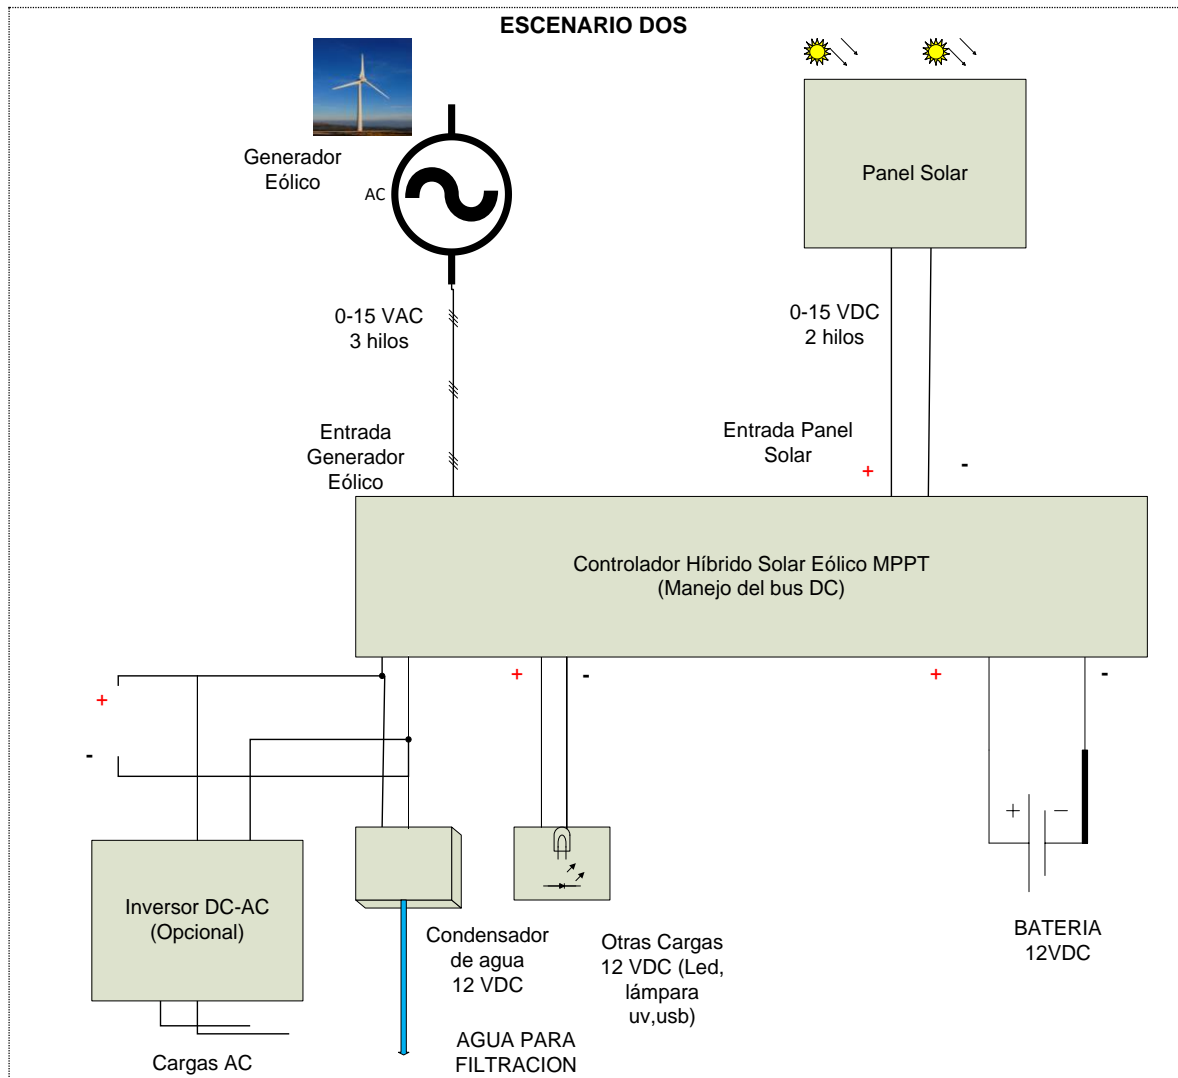 ESCENARIO DOS
Generador
Eólico
AC
Panel Solar
0-15 VAC
3 hilos
0-15 VDC
2 hilos
Entrada
Generador
Eólico
Entrada Panel
Solar
+
-
Controlador Híbrido Solar Eólico MPPT
(Manejo del bus DC)
+
-
+
-
+
-
+
-
Inversor DC-AC
(Opcional)
Condensador
de agua
12 VDC
Otras Cargas
12 VDC (Led,
lámpara
uv,usb)
BATERIA
12VDC
AGUA PARA
FILTRACION
Cargas AC